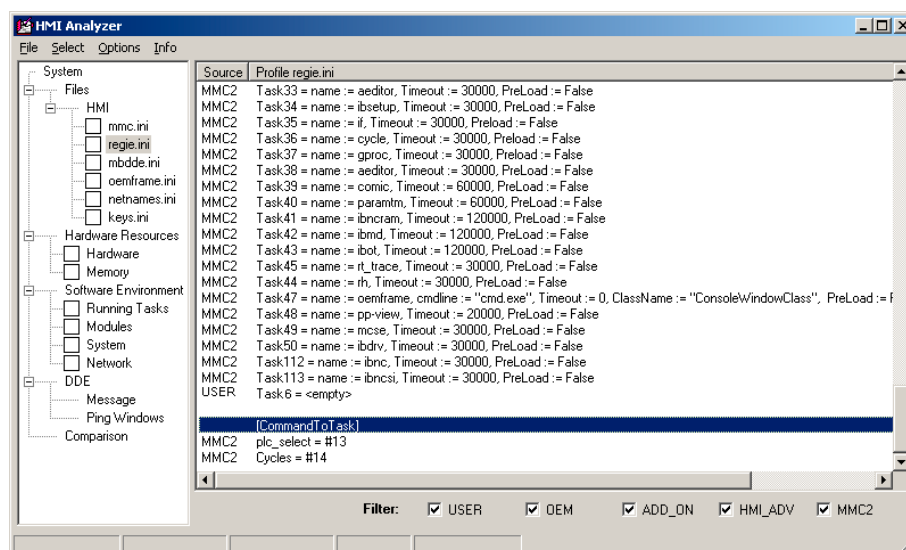 HMI Analyzer
File Select Options Info
System
Files
HMI
mmc.ini
regie.ini
mbdde.ini
oemframe.ini
netnames.ini
keys.ini
Hardware Resources
Hardware
Memory
Software Environment
Running Tasks
Modules
System
Network
DDE
Message
Ping Windows
Comparison
Source Profile regie.ini
MMC2 Task33 = name := aeditor, Timeout := 30000, PreLoad := False
MMC2 Task34 = name := ibsetup, Timeout := 30000, PreLoad := False
MMC2 Task35 = name := if, Timeout := 30000, Preload := False
MMC2 Task36 = name := cycle, Timeout := 30000, PreLoad := False
MMC2 Task37 = name := gproc, Timeout := 30000, PreLoad := False
MMC2 Task38 = name := aeditor, Timeout := 30000, PreLoad := False
MMC2 Task39 = name := comic, Timeout := 60000, PreLoad := False
MMC2 Task40 = name := paramtm, Timeout := 60000, PreLoad := False
MMC2 Task41 = name := ibncram, Timeout := 120000, PreLoad := False
MMC2 Task42 = name := ibmd, Timeout := 120000, PreLoad := False
MMC2 Task43 = name := ibot, Timeout := 120000, PreLoad := False
MMC2 Task45 = name := rt_trace, Timeout := 30000, PreLoad := False
MMC2 Task44 = name := rh, Timeout := 30000, PreLoad := False
MMC2 Task47 = name := oemframe, cmdline := "cmd.exe", Timeout := 0, ClassName := "ConsoleWindowClass", PreLoad := F
MMC2 Task48 = name := pp-view, Timeout := 20000, PreLoad := False
MMC2 Task49 = name := mcse, Timeout := 30000, PreLoad := False
MMC2 Task50 = name := ibdrv, Timeout := 30000, PreLoad := False
MMC2 Task112 = name := ibnc, Timeout := 30000, PreLoad := False
MMC2 Task113 = name := ibncsi, Timeout := 30000, PreLoad := False
USER Task6 = <empty>
[CommandToTask]
MMC2 plc_select = #13
MMC2 Cycles = #14
Filter: USER OEM ADD_ON HMI_ADV MMC2